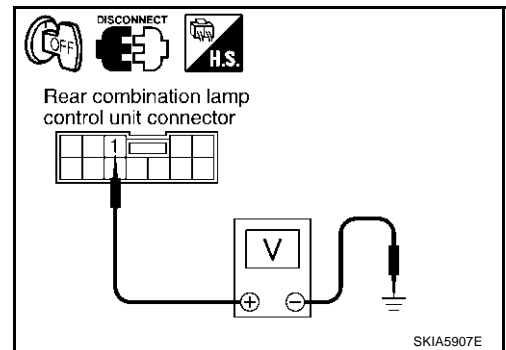 OFF
DISCONNECT
H.S.
Rear combination lamp
control unit connector
1
V
+ −
SKIA5907E